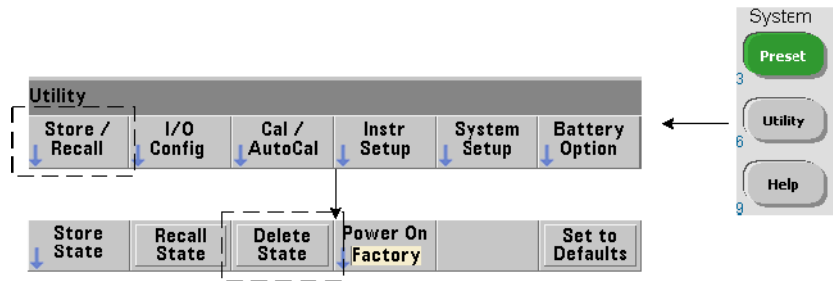 System
Preset
3
Utility
Store / Recall
I/O Config
Cal / AutoCal
Instr Setup
System Setup
Battery Option
Utility
6
Help
9
Store State
Recall State
Delete State
Power On Factory
Set to Defaults